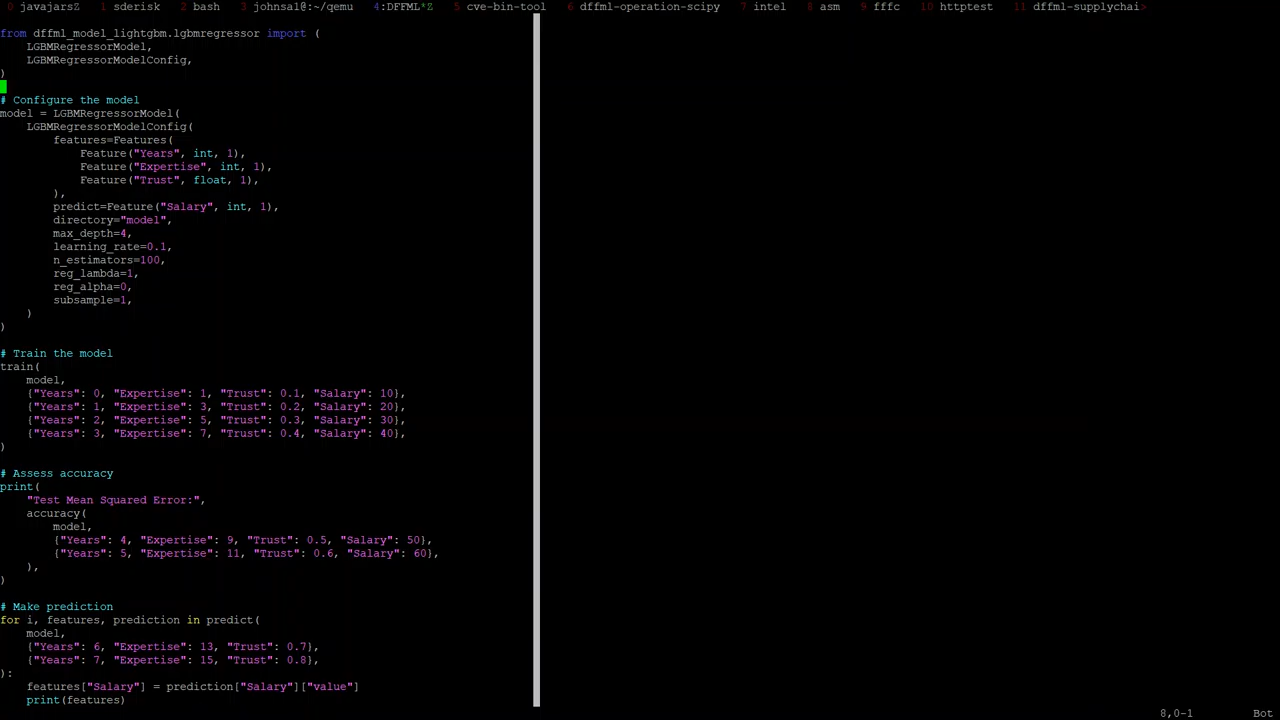 0 javajarsZ 1 sderisk 2 bash 3 johnsal@:~/qemu 4:DFFML*Z 5 cve-bin-tool 6 dffml-operation-scipy 7 intel 8 asm 9 fffc 10 httptest 11 dffml-supplychai>
from dffml_model_lightgbm.lgbmregressor import (
    LGBMRegressorModel,
    LGBMRegressorModelConfig,
)
# Configure the model
model = LGBMRegressorModel(
    LGBMRegressorModelConfig(
        features=Features(
            Feature("Years", int, 1),
            Feature("Expertise", int, 1),
            Feature("Trust", float, 1),
        ),
        predict=Feature("Salary", int, 1),
        directory="model",
        max_depth=4,
        learning_rate=0.1,
        n_estimators=100,
        reg_lambda=1,
        reg_alpha=0,
        subsample=1,
    )
)
# Train the model
train(
    model,
    {"Years": 0, "Expertise": 1, "Trust": 0.1, "Salary": 10},
    {"Years": 1, "Expertise": 3, "Trust": 0.2, "Salary": 20},
    {"Years": 2, "Expertise": 5, "Trust": 0.3, "Salary": 30},
    {"Years": 3, "Expertise": 7, "Trust": 0.4, "Salary": 40},
)
# Assess accuracy
print(
    "Test Mean Squared Error:",
    accuracy(
        model,
        {"Years": 4, "Expertise": 9, "Trust": 0.5, "Salary": 50},
        {"Years": 5, "Expertise": 11, "Trust": 0.6, "Salary": 60},
    ),
)
# Make prediction
for i, features, prediction in predict(
    model,
    {"Years": 6, "Expertise": 13, "Trust": 0.7},
    {"Years": 7, "Expertise": 15, "Trust": 0.8},
):
    features["Salary"] = prediction["Salary"]["value"]
    print(features)
8,0-1 Bot